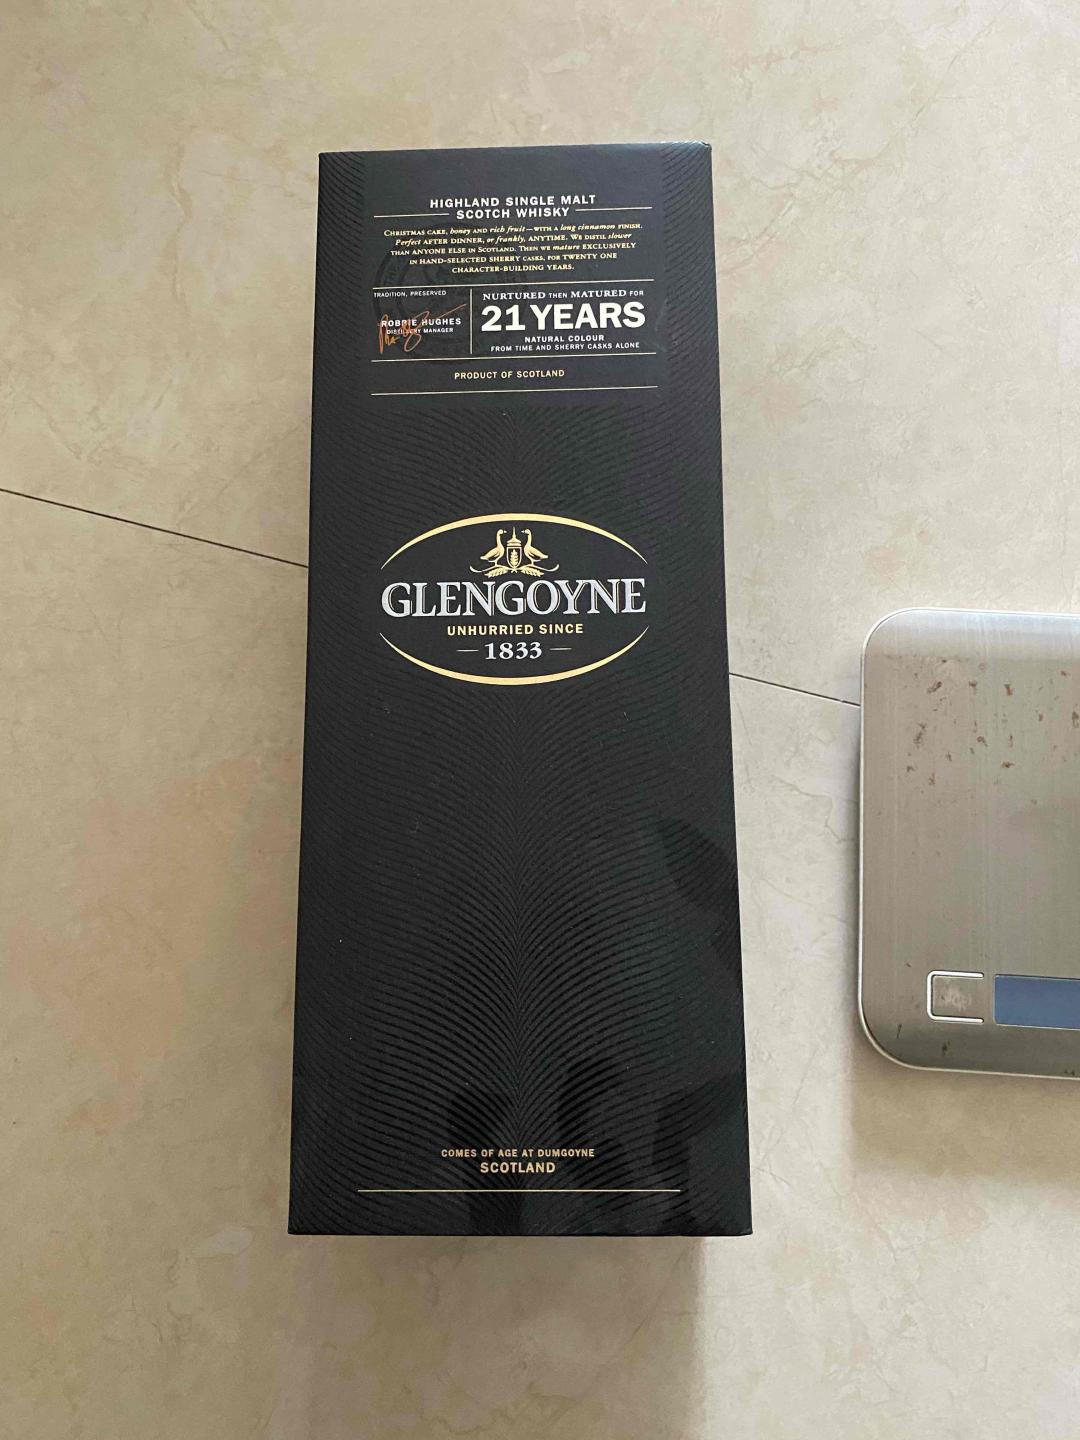 HIGHLAND SINGLE MALT
SCOTCH WHISKY
CHRISTMAS CAKE, honey AND rich fruit—WITH A long cinnamon FINISH.
Perfect AFTER DINNER, or frankly, ANYTIME. WE DISTIL slower
THAN ANYONE ELSE IN SCOTLAND. THEN WE mature EXCLUSIVELY
IN HAND-SELECTED SHERRY CASKS, FOR TWENTY ONE
CHARACTER-BUILDING YEARS.
TRADITION, PRESERVED
ROBBIE HUGHES
DISTILLERY MANAGER
NURTURED THEN MATURED FOR
21 YEARS
NATURAL COLOUR
FROM TIME AND SHERRY CASKS ALONE
PRODUCT OF SCOTLAND
GLENGOYNE
UNHURRIED SINCE
— 1833 —
COMES OF AGE AT DUMGOYNE
SCOTLAND